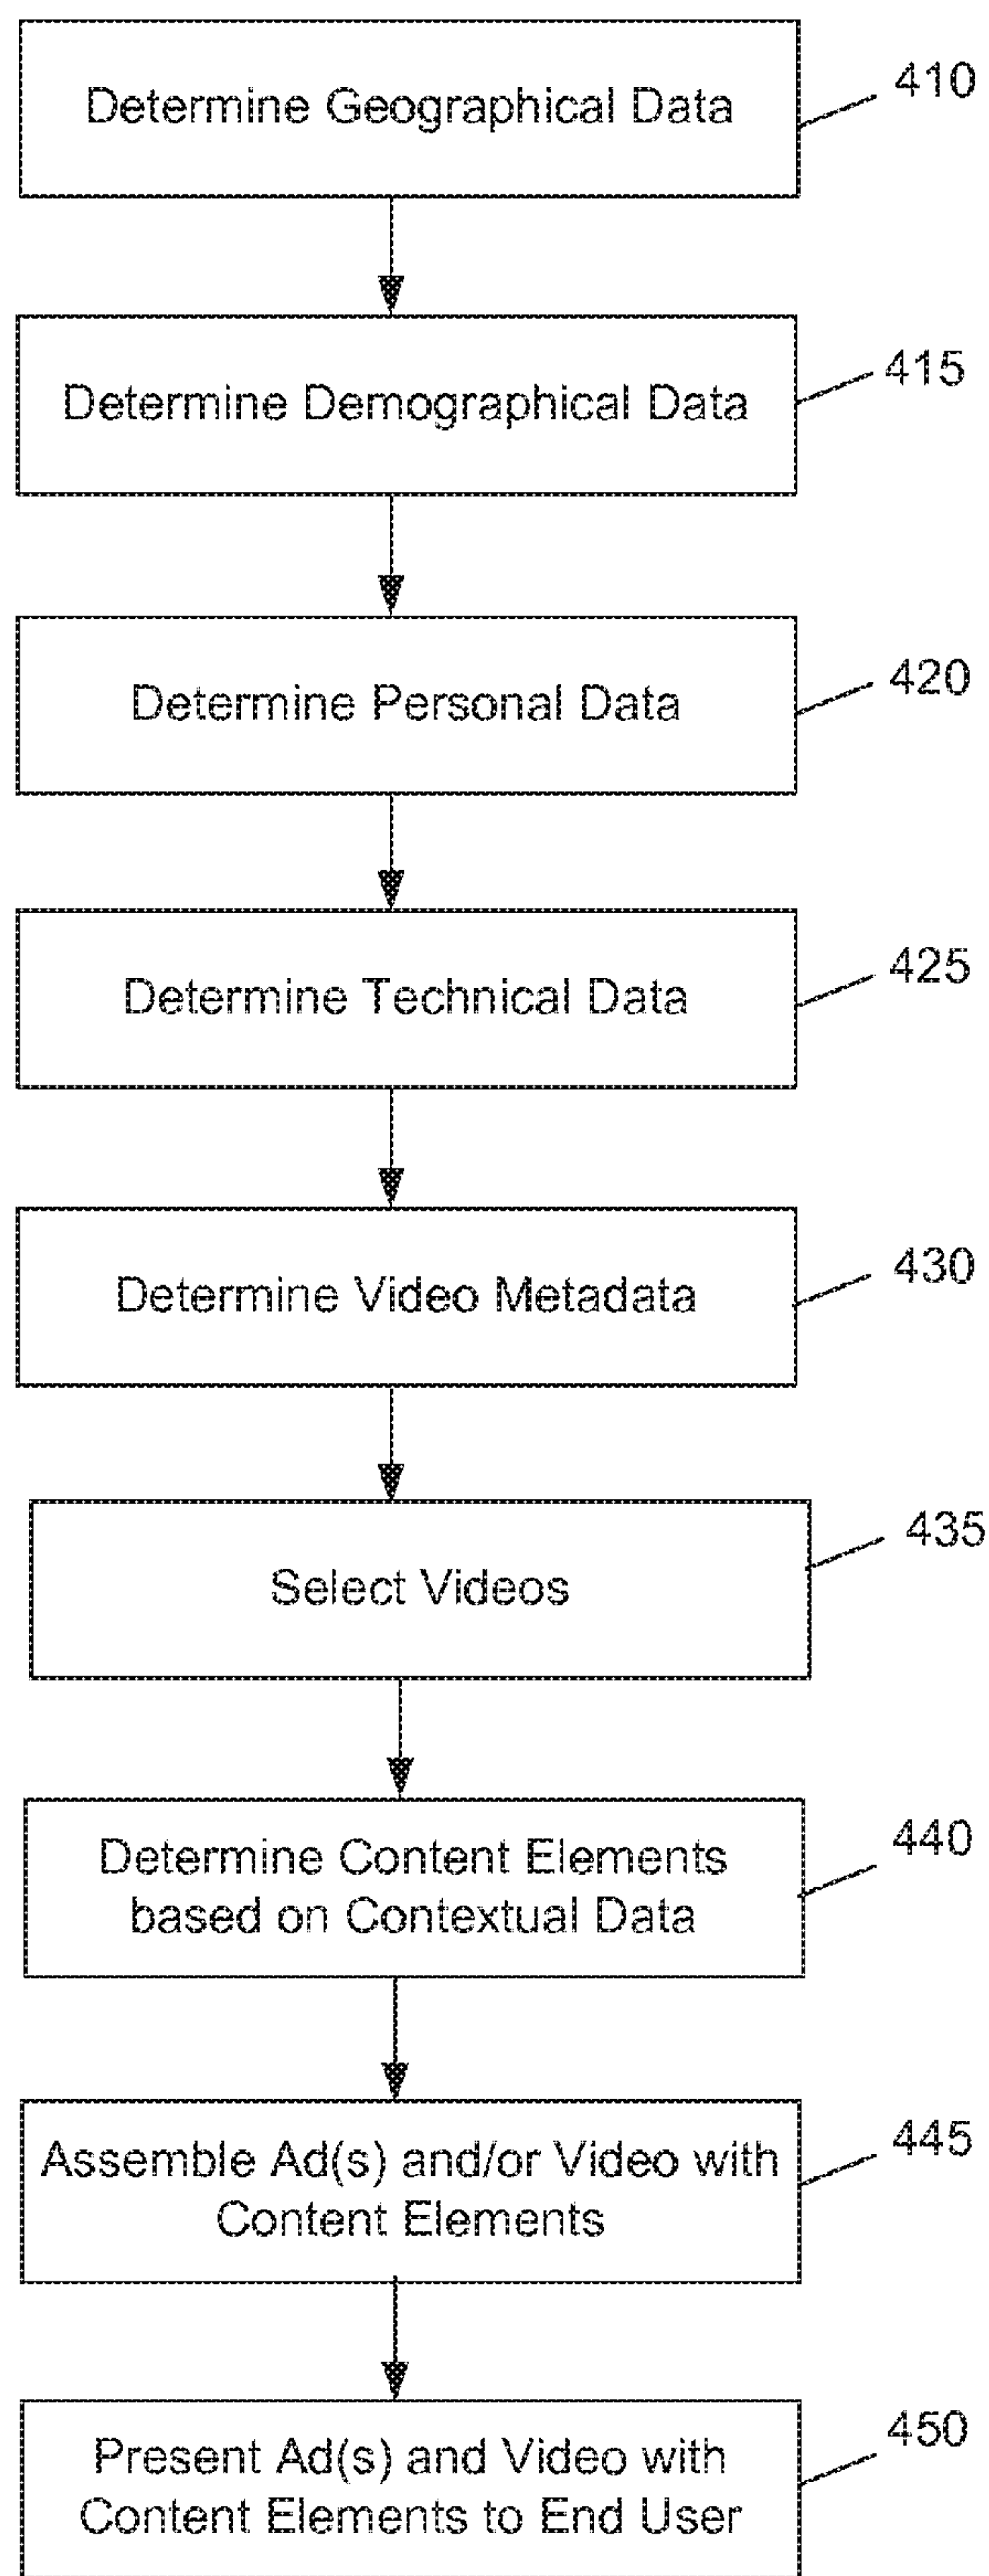 Determine Geographical Data
410
Determine Demographical Data
415
Determine Personal Data
420
Determine Technical Data
425
Determine Video Metadata
430
Select Videos
435
Determine Content Elements
based on Contextual Data
440
Assemble Ad(s) and/or Video with
Content Elements
445
Present Ad(s) and Video with
Content Elements to End User
450